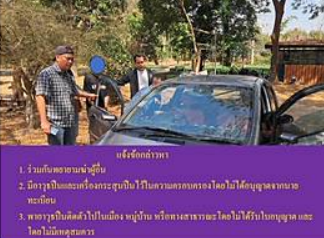 แจ้งข้อกล่าวหา
1. ร่วมกันพยายามฆ่าผู้อื่น
2. มีอาวุธปืนและเครื่องกระสุนปืนไว้ในความครอบครองโดยไม่ได้อนุญาตจากนาย
ทะเบียน
3. พาอาวุธปืนติดตัวไปในเมือง หมู่บ้าน หรือทางสาธารณะโดยไม่ได้รับใบอนุญาต และ
โดยไม่มีเหตุสมควร